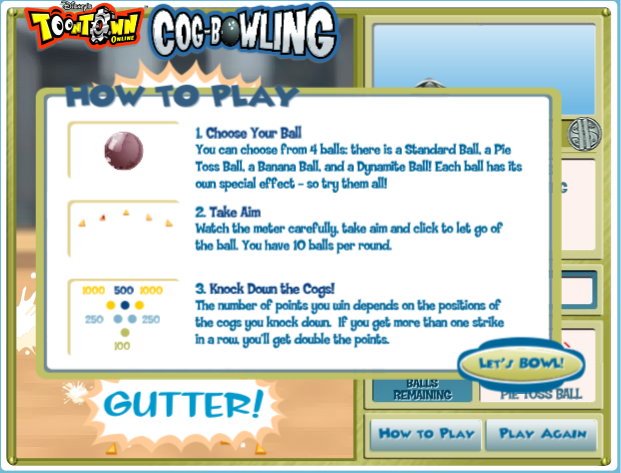 Disney's
TOONTOWN
ONLINE
COG-BOWLING
HOW TO PLAY
1. Choose Your Ball
You can choose from 4 balls: there is a Standard Ball, a Pie
Toss Ball, a Banana Ball, and a Dynamite Ball! Each ball has its
own special effect - so try them all!
2. Take Aim
Watch the meter carefully, take aim and click to let go of
the ball. You have 10 balls per round.
1000 500 1000
250 250
100
3. Knock Down the Cogs!
The number of points you win depends on the positions of
the cogs you knock down. If you get more than one strike
in a row, you'll get double the points.
LET'S BOWL!
GUTTER!
BALLS
REMAINING
PIE TOSS BALL
HOW TO PLAY
PLAY AGAIN